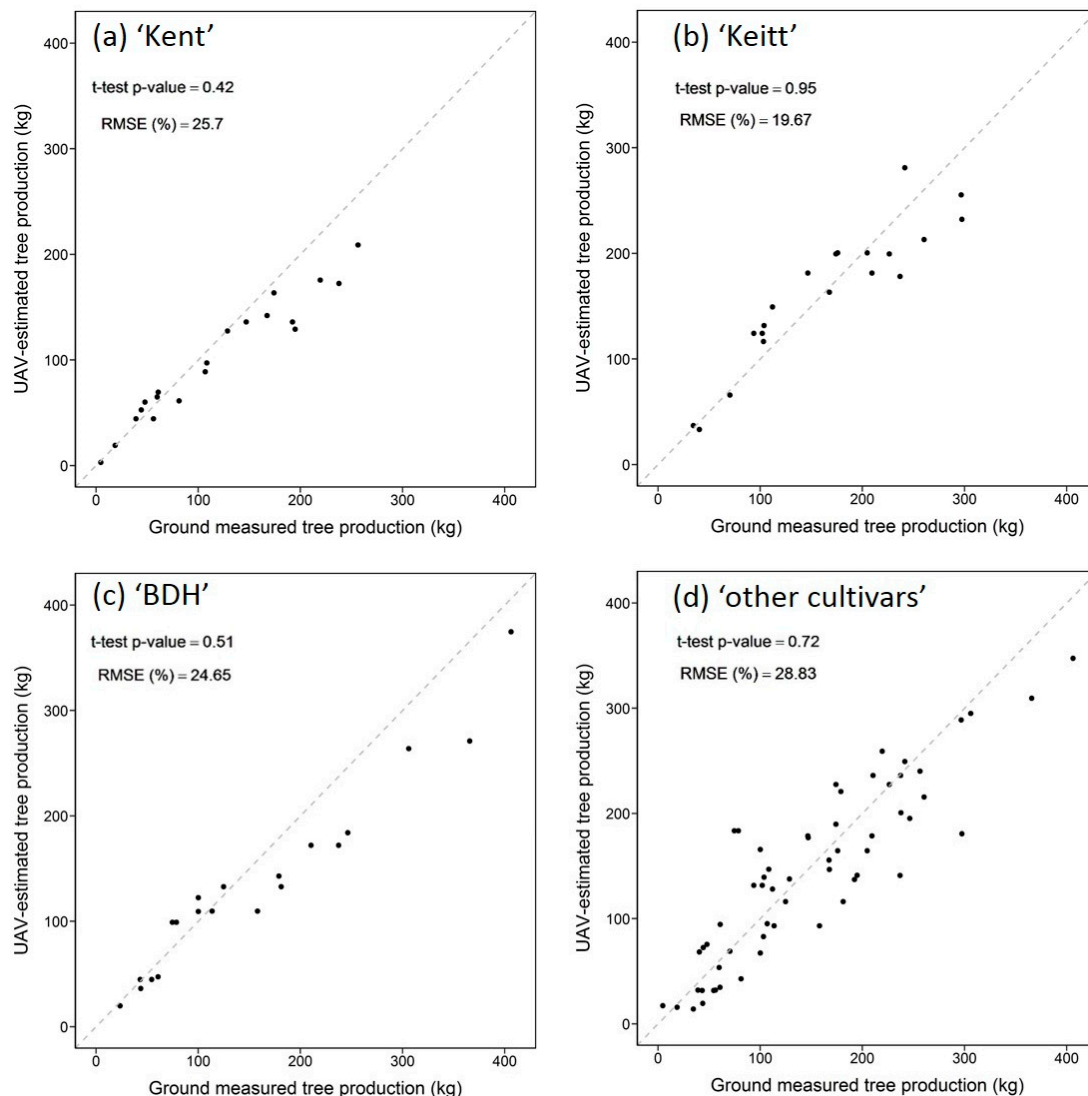 (a) ‘Kent’
t-test p-value = 0.42
RMSE (%) = 25.7
UAV-estimated tree production (kg)
400
300
200
100
0
0 100 200 300 400
Ground measured tree production (kg)
(b) ‘Keitt’
t-test p-value = 0.95
RMSE (%) = 19.67
UAV-estimated tree production (kg)
400
300
200
100
0
0 100 200 300 400
Ground measured tree production (kg)
(c) ‘BDH’
t-test p-value = 0.51
RMSE (%) = 24.65
UAV-estimated tree production (kg)
400
300
200
100
0
0 100 200 300 400
Ground measured tree production (kg)
(d) ‘other cultivars’
t-test p-value = 0.72
RMSE (%) = 28.83
UAV-estimated tree production (kg)
400
300
200
100
0
0 100 200 300 400
Ground measured tree production (kg)